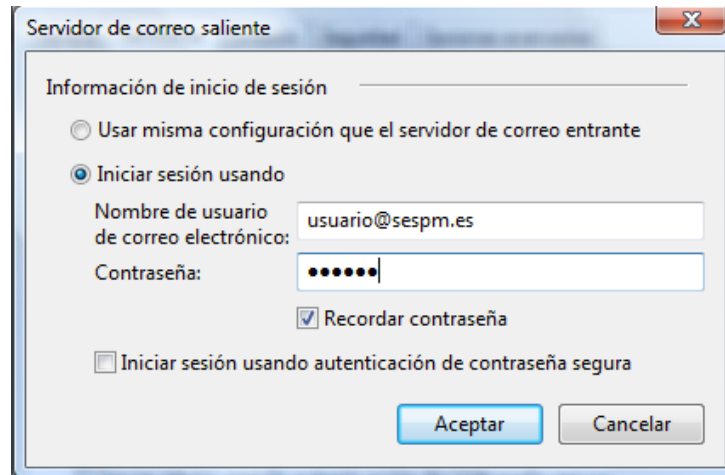 Servidor de correo saliente
Información de inicio de sesión
Usar misma configuración que el servidor de correo entrante
Iniciar sesión usando
Nombre de usuario
de correo electrónico:
usuario@sespm.es
Contraseña:
●●●●●●
Recordar contraseña
Iniciar sesión usando autenticación de contraseña segura
Aceptar
Cancelar